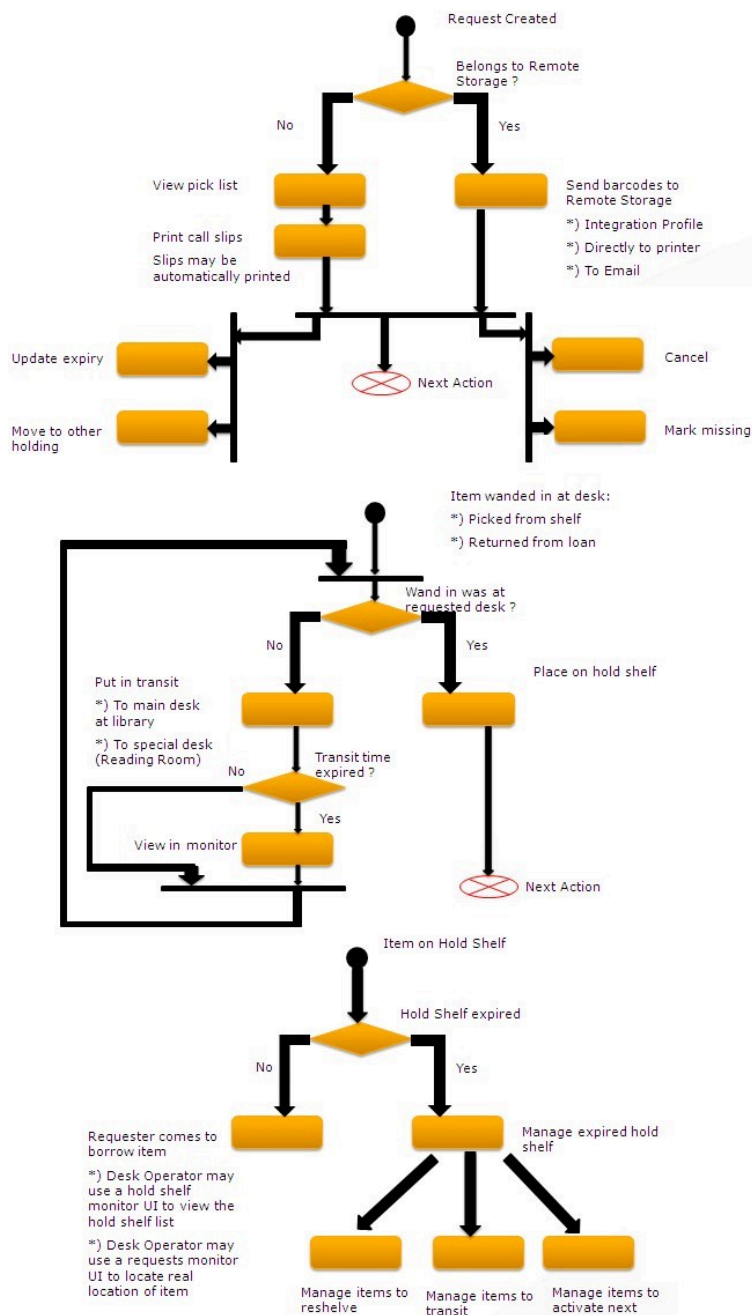 Request Created
Belongs to Remote
Storage ?
No
Yes
View pick list
Send barcodes to
Remote Storage
*) Integration Profile
*) Directly to printer
*) To Email
Print call slips
Slips may be
automatically printed
Update expiry
Next Action
Cancel
Move to other
holding
Mark missing
Item wanded in at desk:
*) Picked from shelf
*) Returned from loan
Wand in was at
requested desk ?
No
Yes
Place on hold shelf
Put in transit
*) To main desk
at library
*) To special desk
(Reading Room)
Transit time
expired ?
No
Yes
View in monitor
Next Action
Item on Hold Shelf
Hold Shelf expired
No
Yes
Requester comes to
borrow item
*) Desk Operator may
use a hold shelf
monitor UI to view the
hold shelf list
*) Desk Operator may
use a requests monitor
UI to locate real
location of item
Manage expired hold
shelf
Manage items to
reshelve
Manage items to
transit
Manage items to
activate next